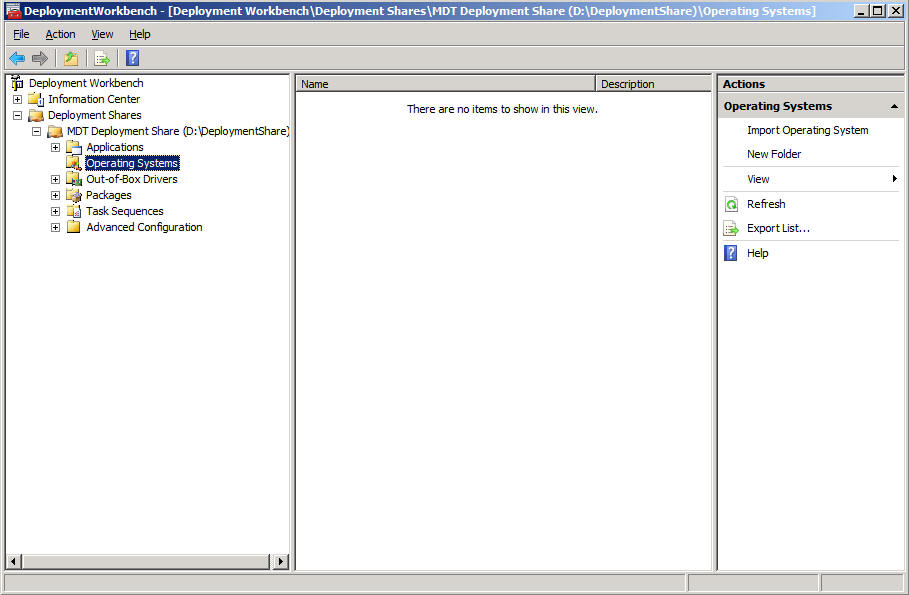 DeploymentWorkbench - [Deployment Workbench\Deployment Shares\MDT Deployment Share (D:\DeploymentShare)\Operating Systems]
File Action View Help
Deployment Workbench
Information Center
Deployment Shares
MDT Deployment Share (D:\DeploymentShare)
Applications
Operating Systems
Out-of-Box Drivers
Packages
Task Sequences
Advanced Configuration
Name Description
There are no items to show in this view.
Actions
Operating Systems
Import Operating System
New Folder
View
Refresh
Export List...
Help